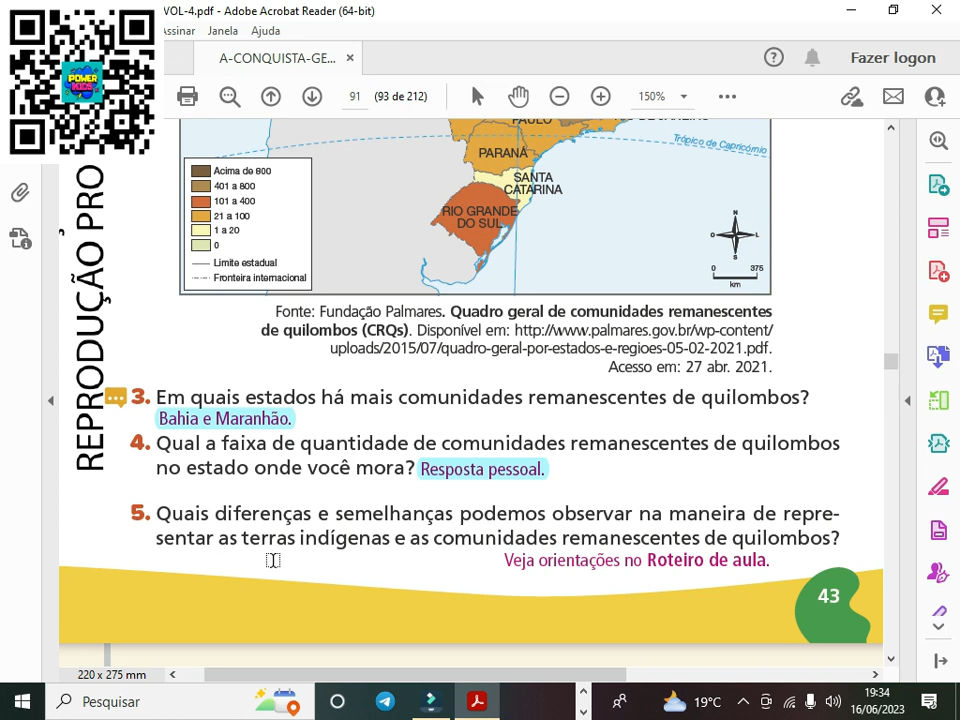 VOL-4.pdf - Adobe Acrobat Reader (64-bit)
Assinar Janela Ajuda
A-CONQUISTA-GE... ×
Fazer logon
91 (93 de 212)
150%
POWER KIDS
PAULO
Trópico de Capricórnio
PARANÁ
SANTA
CATARINA
RIO GRANDE
DO SUL
Acima de 800
401 a 800
101 a 400
21 a 100
1 a 20
0
Limite estadual
Fronteira internacional
N
O L
S
0 375
km
REPRODUÇÃO PRO
Fonte: Fundação Palmares. Quadro geral de comunidades remanescentes
de quilombos (CRQs). Disponível em: http://www.palmares.gov.br/wp-content/
uploads/2015/07/quadro-geral-por-estados-e-regioes-05-02-2021.pdf.
Acesso em: 27 abr. 2021.
3. Em quais estados há mais comunidades remanescentes de quilombos?
Bahia e Maranhão.
4. Qual a faixa de quantidade de comunidades remanescentes de quilombos
no estado onde você mora? Resposta pessoal.
5. Quais diferenças e semelhanças podemos observar na maneira de repre-
sentar as terras indígenas e as comunidades remanescentes de quilombos?
Veja orientações no Roteiro de aula.
43
220 x 275 mm
Pesquisar
19°C
19:34
16/06/2023